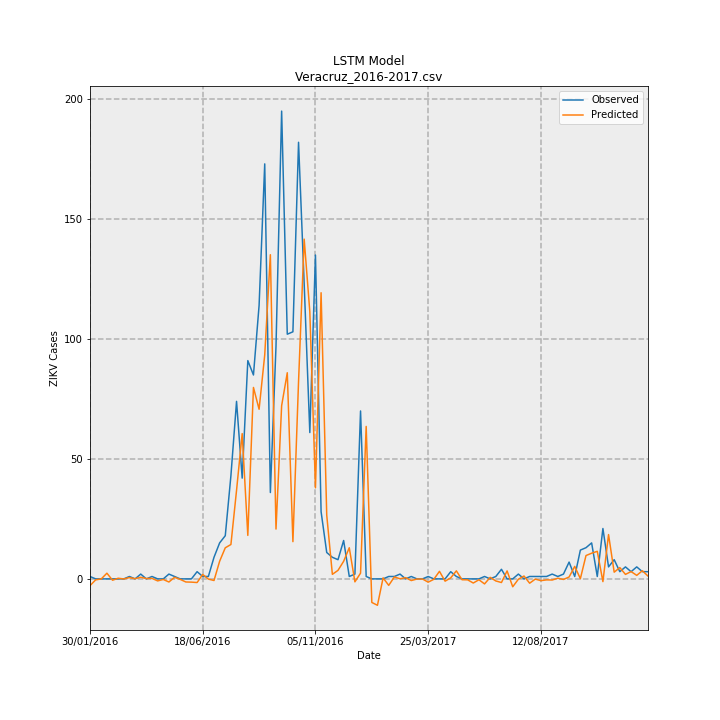 LSTM Model
Veracruz_2016-2017.csv
Observed
Predicted
200
150
100
50
0
ZIKV Cases
30/01/2016 18/06/2016 05/11/2016 25/03/2017 12/08/2017
Date